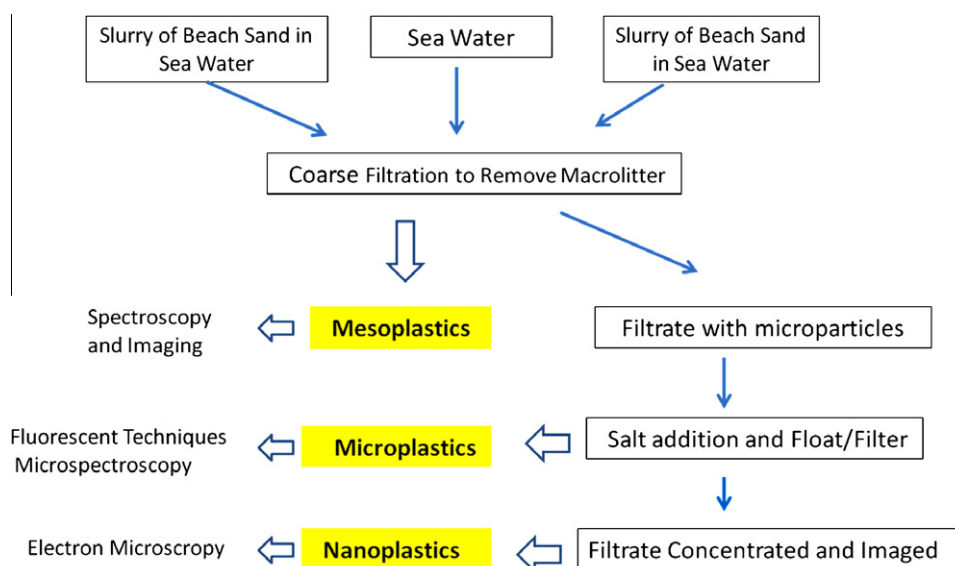 Slurry of Beach Sand in
Sea Water
Sea Water
Slurry of Beach Sand
in Sea Water
Coarse Filtration to Remove Macrolitter
Spectroscopy
and Imaging
Mesoplastics
Filtrate with microparticles
Fluorescent Techniques
Microspectroscopy
Microplastics
Salt addition and Float/Filter
Electron Microscropy
Nanoplastics
Filtrate Concentrated and Imaged